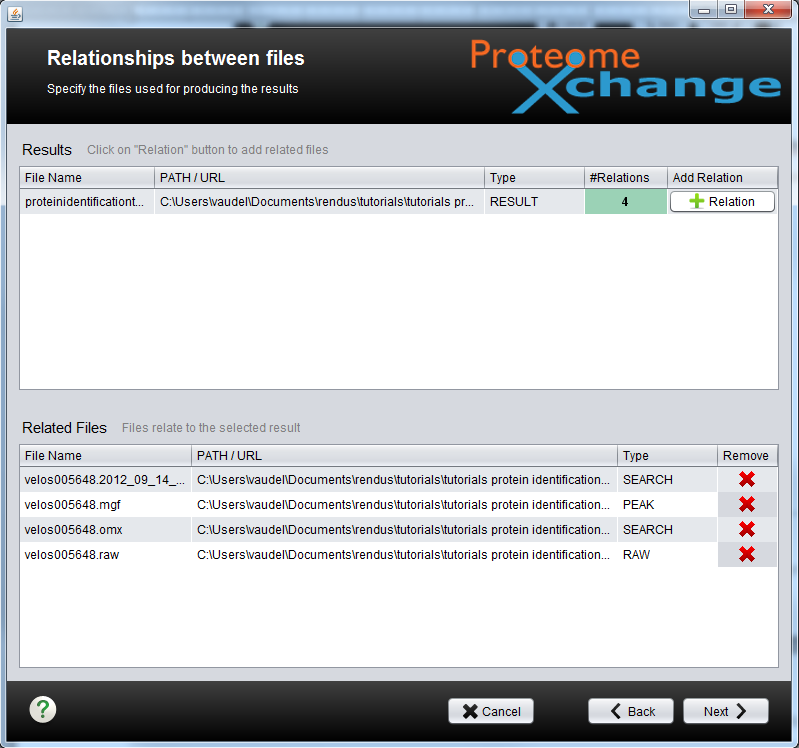 Relationships between files
Specify the files used for producing the results
Proteome
Xchange
Results Click on "Relation" button to add related files
File Name PATH / URL Type #Relations Add Relation
proteinidentificationt... C:\Users\vaudel\Documents\rendus\tutorials\tutorials pr... RESULT 4 Relation
Related Files Files relate to the selected result
File Name PATH / URL Type Remove
velos005648.2012_09_14_... C:\Users\vaudel\Documents\rendus\tutorials\tutorials protein identification... SEARCH
velos005648.mgf C:\Users\vaudel\Documents\rendus\tutorials\tutorials protein identification... PEAK
velos005648.omx C:\Users\vaudel\Documents\rendus\tutorials\tutorials protein identification... SEARCH
velos005648.raw C:\Users\vaudel\Documents\rendus\tutorials\tutorials protein identification... RAW
? Cancel Back Next